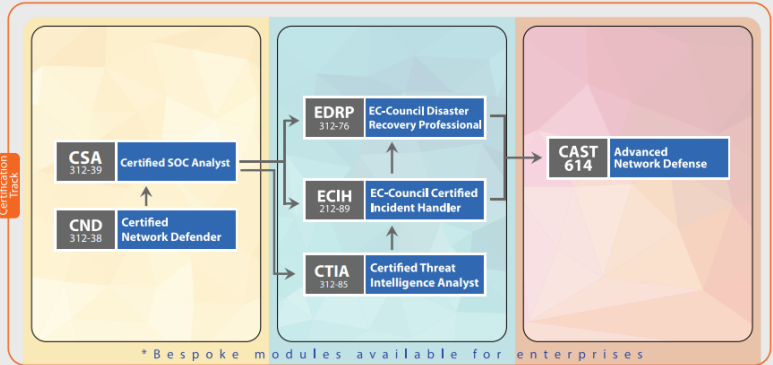 Certification
Track
CSA
312-39
Certified SOC Analyst
CND
312-38
Certified
Network Defender
EDRP
312-76
EC-Council Disaster
Recovery Professional
ECIH
212-89
EC-Council Certified
Incident Handler
CTIA
312-85
Certified Threat
Intelligence Analyst
CAST
614
Advanced
Network Defense
*Bespoke modules available for enterprises